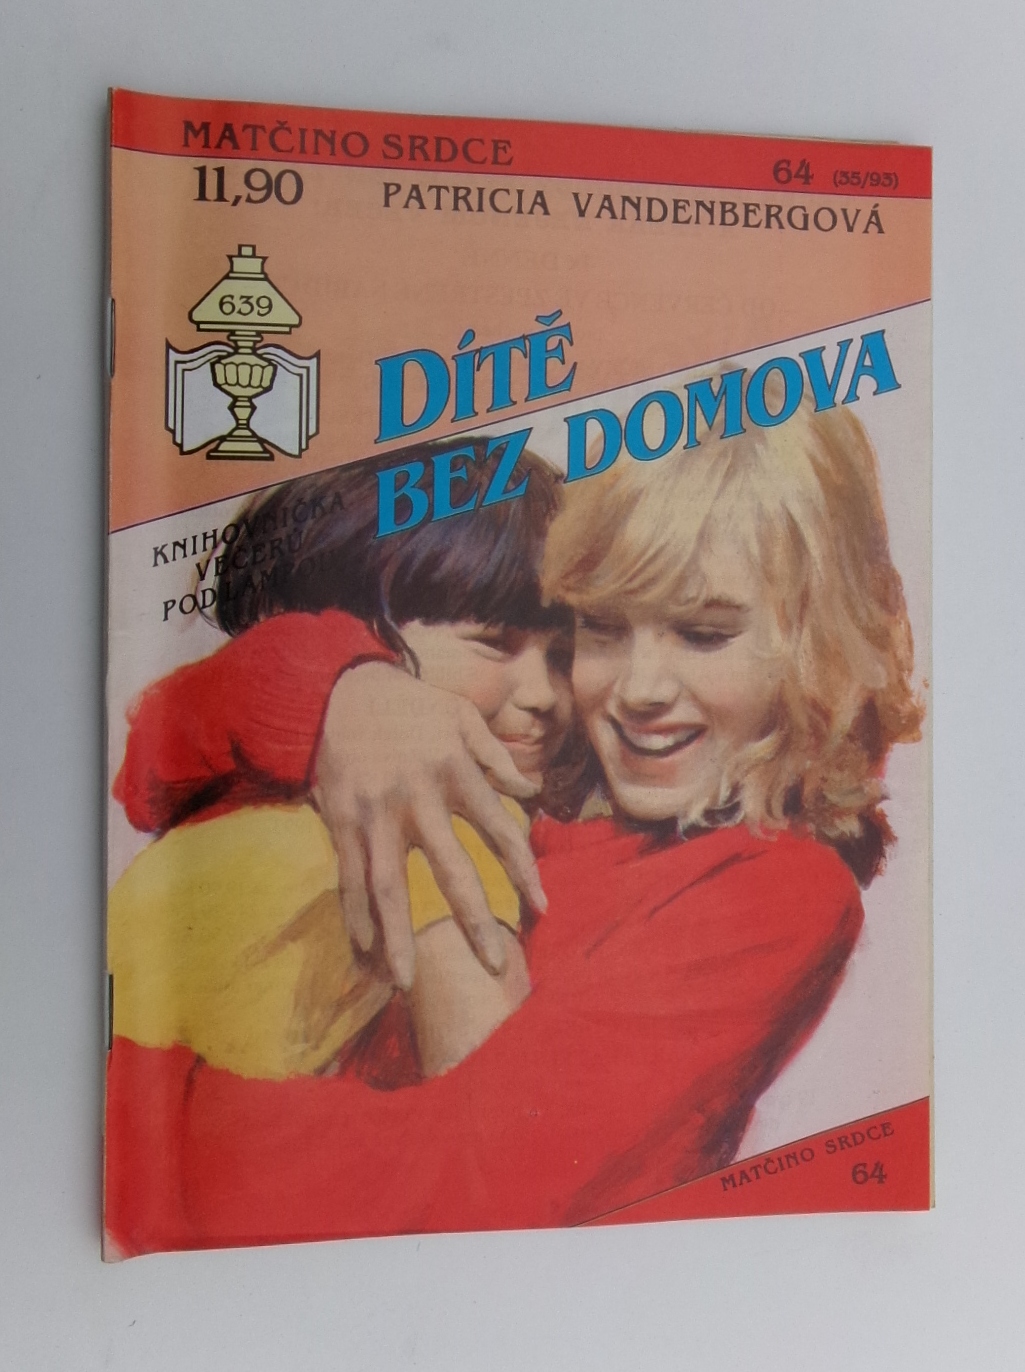 MATČINO SRDCE
64 (35/93)
11,90
PATRICIA VANDENBERGOVÁ
639
DÍTĚ
BEZ DOMOVA
KNIHOVNIČKA
VEČERŮ
POD LAMPOU
MATČINO SRDCE
64